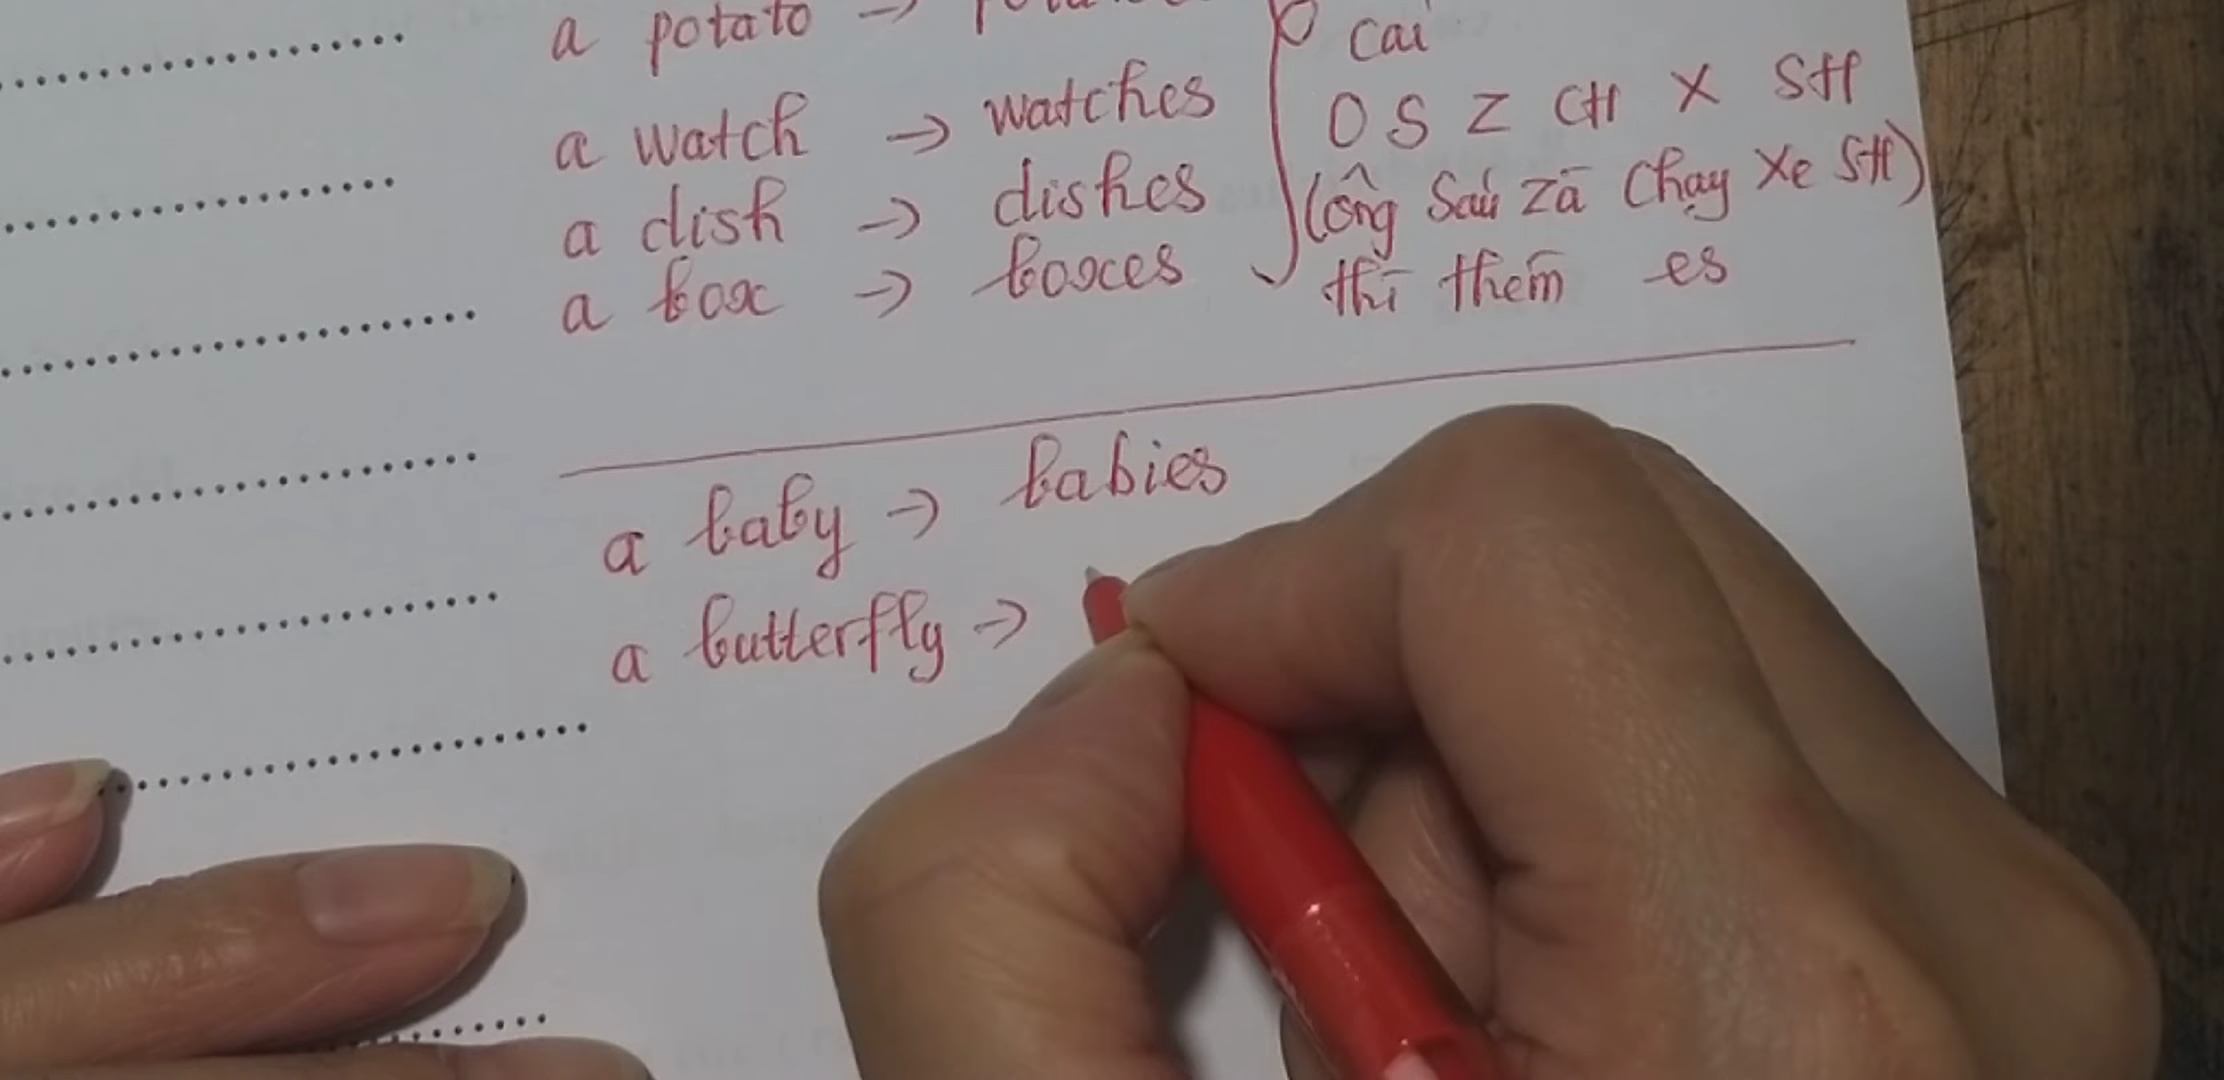 a potato →
a watch → watches
a dish → dishes
a box → boxes
cai
O S Z CH X SH
(ông Sáu zà Chạy xe SH)
thì thêm es
a baby → babies
a butterfly →